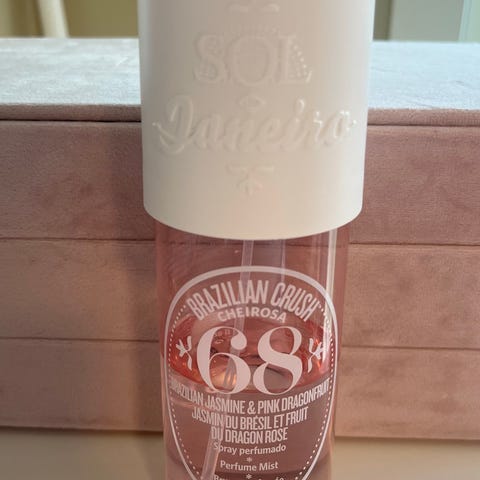 SOL
de
Janeiro
BRAZILIAN CRUSH
CHEIROSA
68
BRAZILIAN JASMINE & PINK DRAGONFRUIT
JASMIN DU BRÉSIL ET FRUIT
DU DRAGON ROSE
Spray perfumado
Perfume Mist